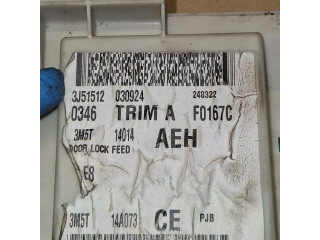 3J51512 030924 240322
0346 TRIM A F0167C
3M5T 14014 AEH
DOOR LOCK FEED
E8
3M5T 14A073 CE PJB